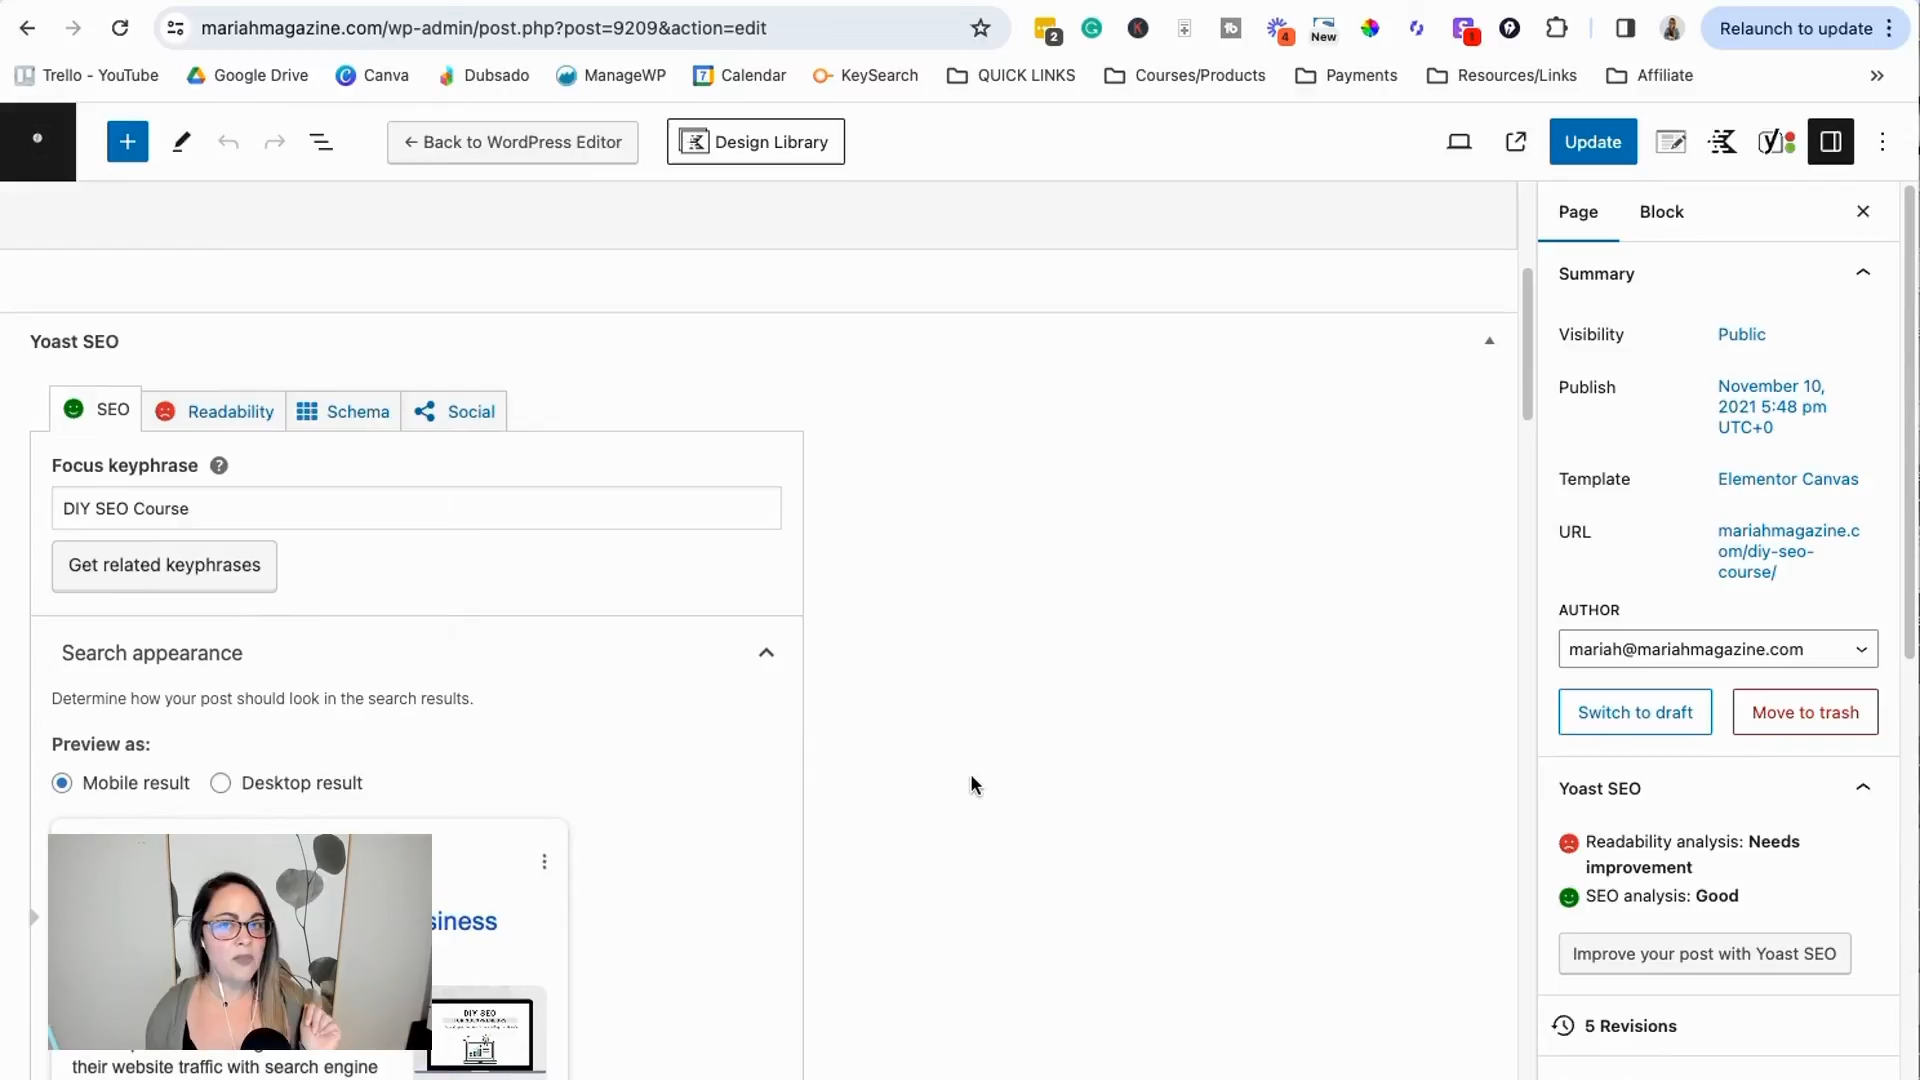 mariahmagazine.com/wp-admin/post.php?post=9209&action=edit
2
4
New
1
Relaunch to update
Trello - YouTube
Google Drive
Canva
Dubsado
ManageWP
7
Calendar
KeySearch
QUICK LINKS
Courses/Products
Payments
Resources/Links
Affiliate
← Back to WordPress Editor
Design Library
Update
Page
Block
Summary
Visibility
Public
Publish
November 10,
2021 5:48 pm
UTC+0
Template
Elementor Canvas
URL
mariahmagazine.c
om/diy-seo-
course/
AUTHOR
mariah@mariahmagazine.com
Switch to draft
Move to trash
Yoast SEO
Readability analysis: Needs
improvement
SEO analysis: Good
Improve your post with Yoast SEO
5 Revisions
Yoast SEO
SEO
Readability
Schema
Social
Focus keyphrase
DIY SEO Course
Get related keyphrases
Search appearance
Determine how your post should look in the search results.
Preview as:
Mobile result
Desktop result
siness
DIY SEO
their website traffic with search engine